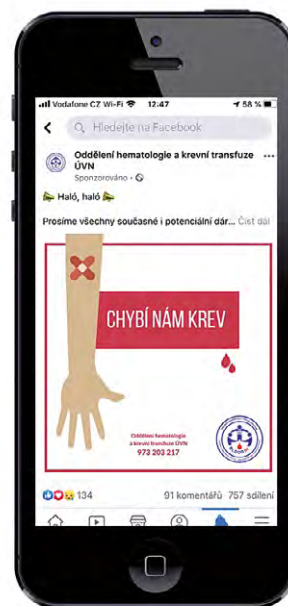 Vodafone CZ Wi-Fi 12:47 58 %
Hledejte na Facebook
Oddělení hematologie a krevní transfuze
ÚVN
Sponzorováno
Haló, haló
Prosíme všechny současné i potenciální dár... Číst dál
CHYBÍ NÁM KREV
Oddělení hematologie
a krevní transfuze ÚVN
973 203 217
134 91 komentářů 757 sdílení